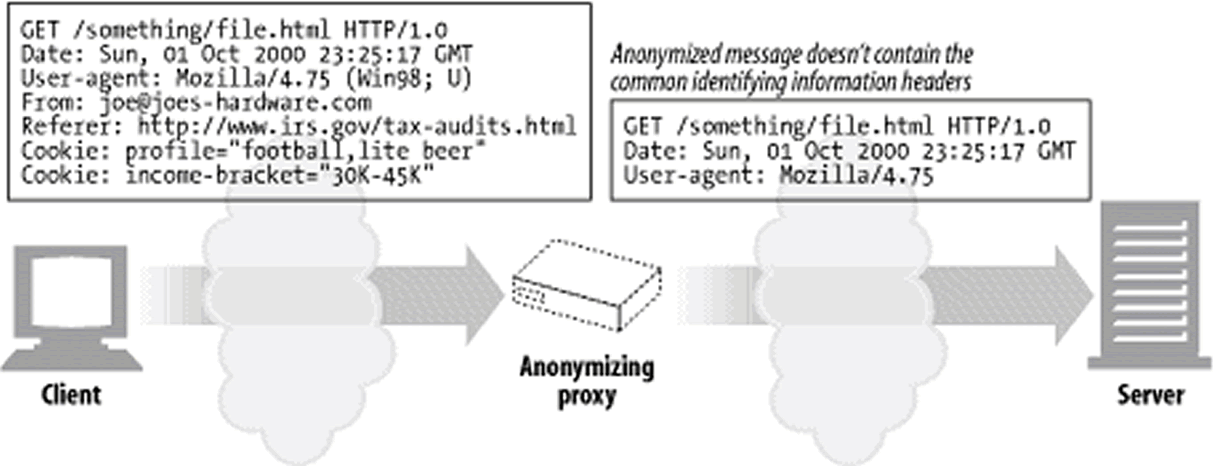 GET /something/file.html HTTP/1.0
Date: Sun, 01 Oct 2000 23:25:17 GMT
User-agent: Mozilla/4.75 (Win98; U)
From: joe@joes-hardware.com
Referer: http://www.irs.gov/tax-audits.html
Cookie: profile="football,lite beer"
Cookie: income-bracket="30K-45K"
Anonymized message doesn't contain the
common identifying information headers
GET /something/file.html HTTP/1.0
Date: Sun, 01 Oct 2000 23:25:17 GMT
User-agent: Mozilla/4.75
Client
Anonymizing
proxy
Server